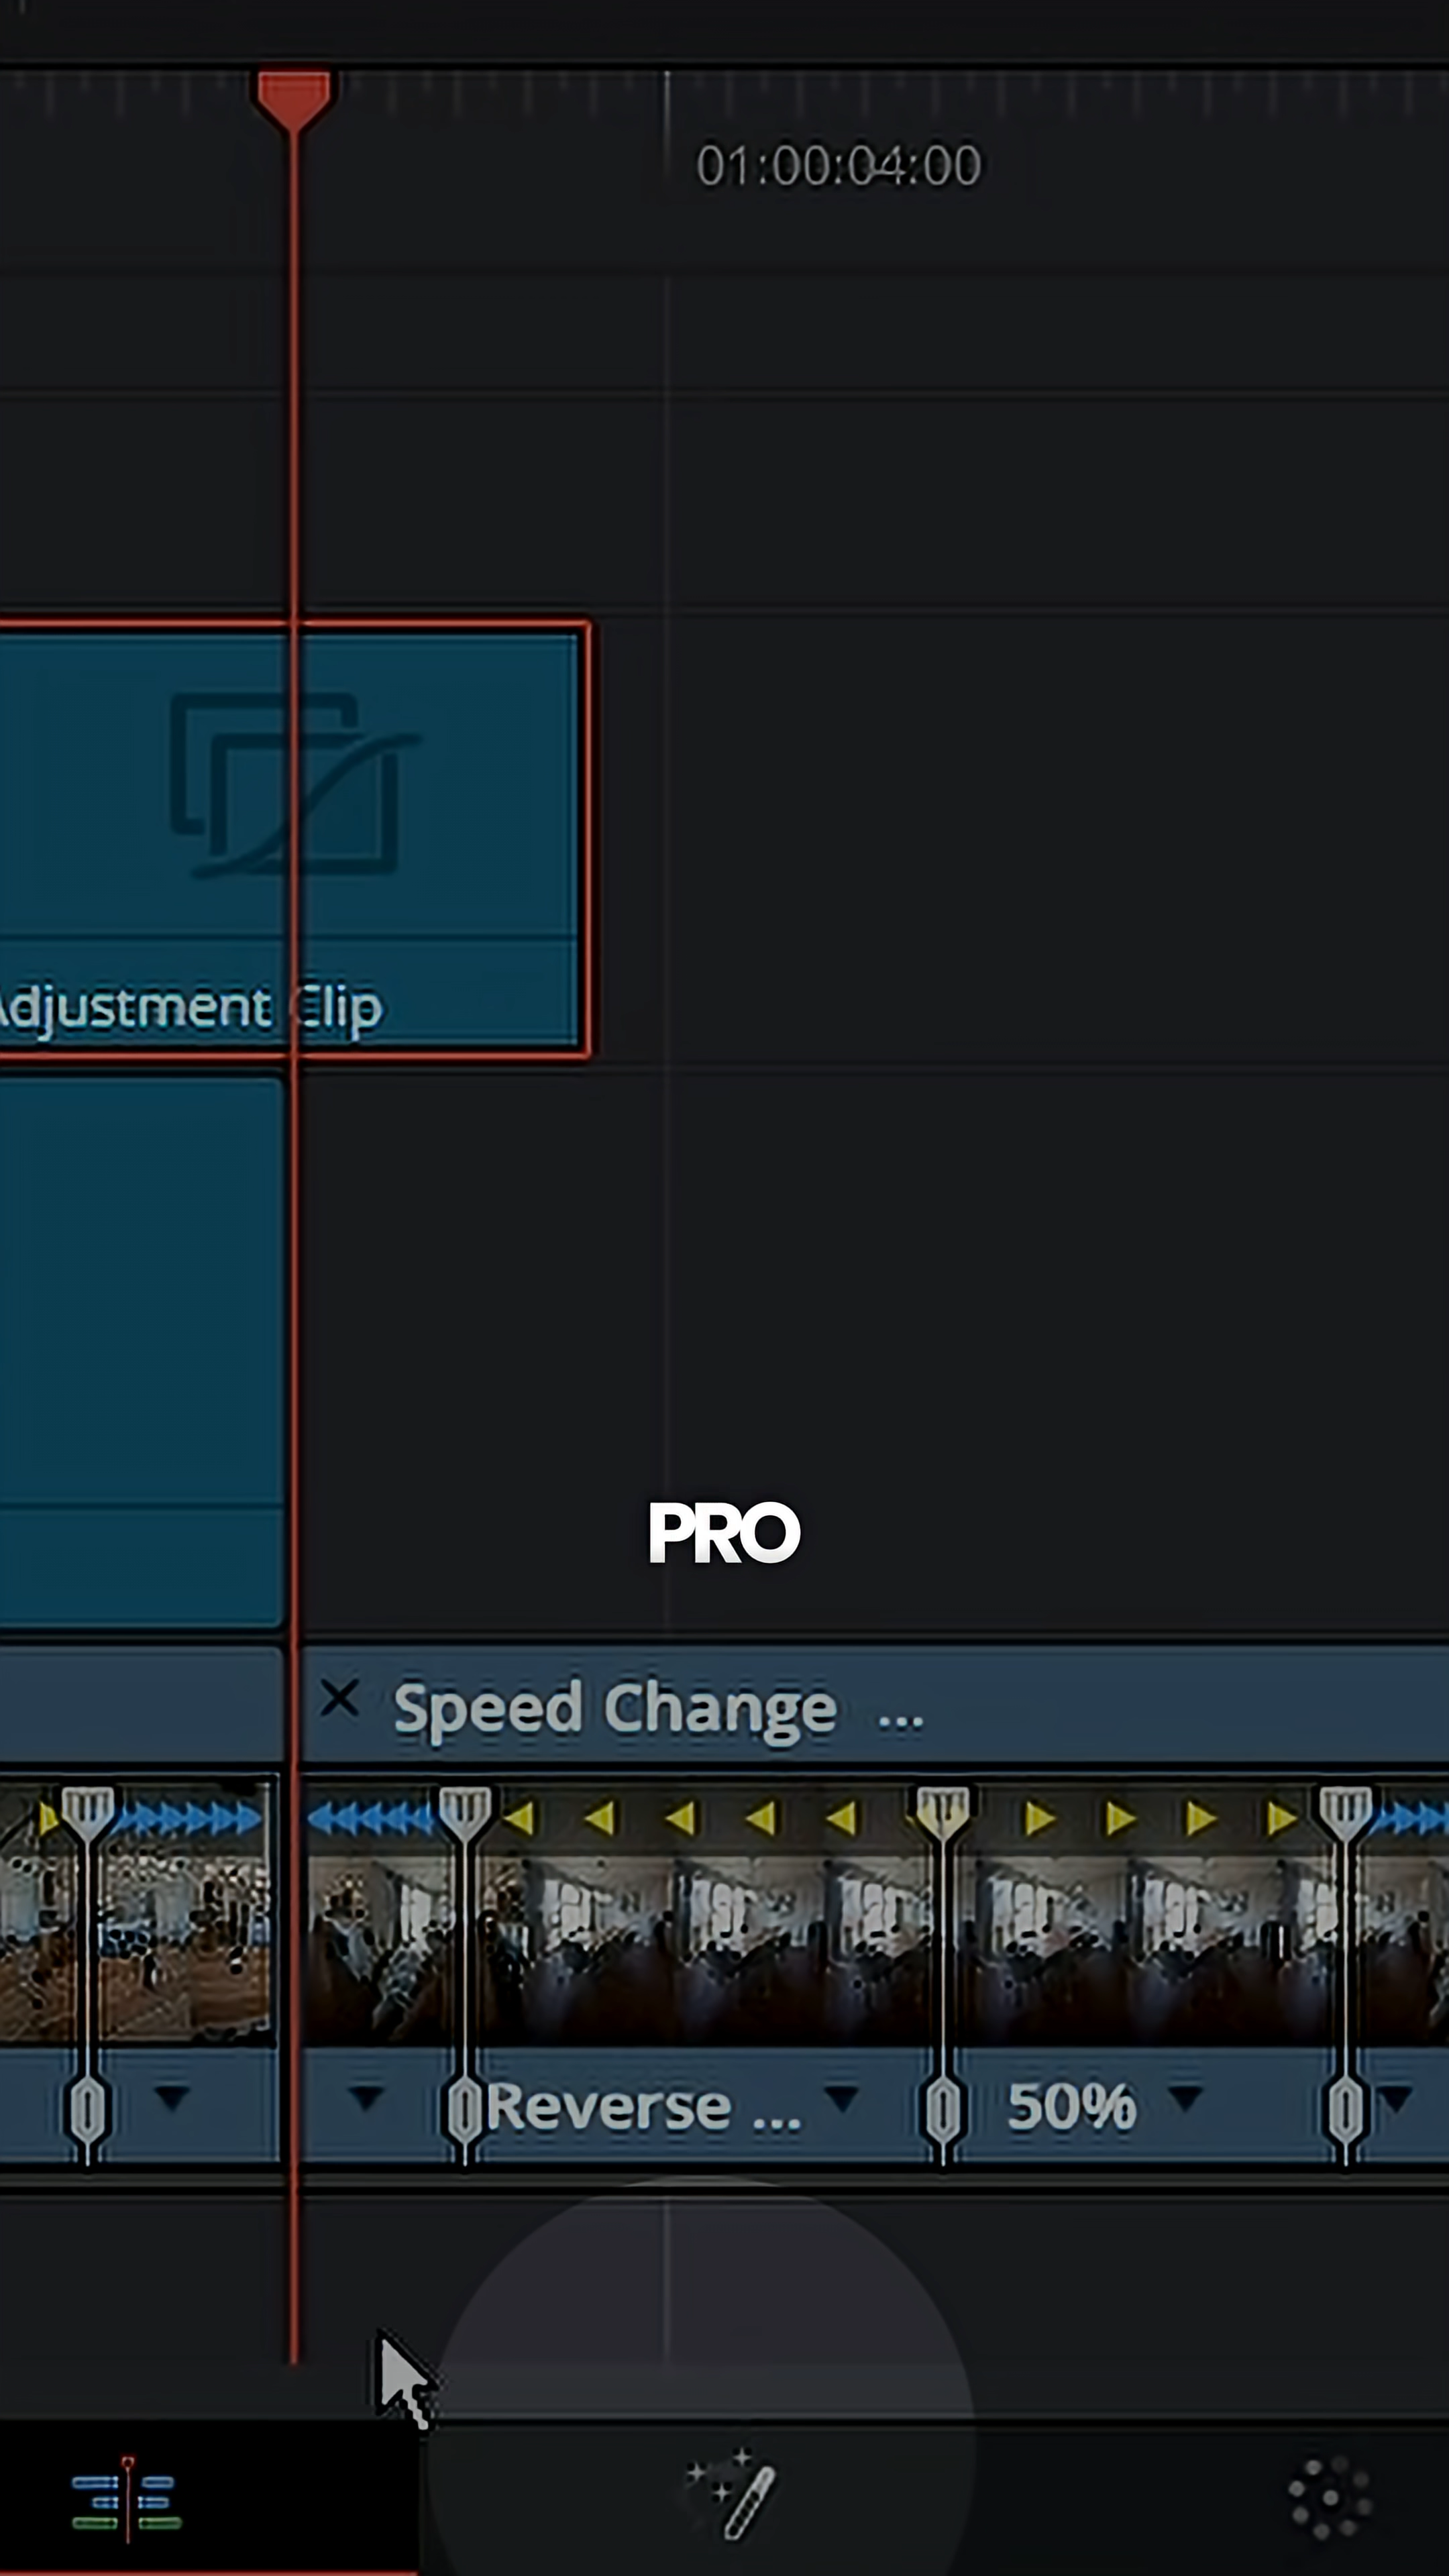 01:00:04:00
Adjustment Clip
PRO
Speed Change ...
Reverse ...
50%